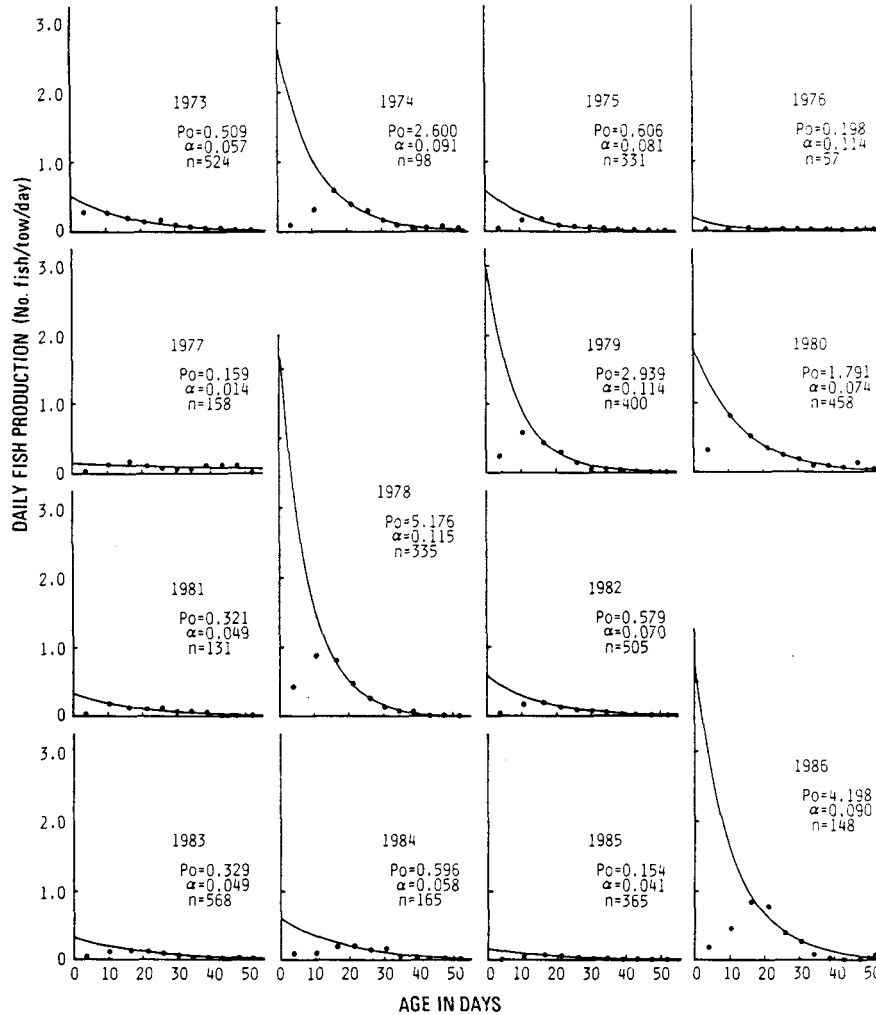 DAILY FISH PRODUCTION (No. fish/tow/day)
3.0
2.0
1.0
0
1973
Po=0.509
α=0.057
n=524
1974
Po=2.600
α=0.091
n=98
1975
Po=0.606
α=0.081
n=331
1976
Po=0.198
α=0.114
n=57
3.0
2.0
1.0
0
1977
Po=0.159
α=0.014
n=158
1978
Po=5.176
α=0.115
n=335
1979
Po=2.939
α=0.114
n=400
1980
Po=1.791
α=0.074
n=458
3.0
2.0
1.0
0
1981
Po=0.321
α=0.049
n=131
1982
Po=0.579
α=0.070
n=505
3.0
2.0
1.0
0
1983
Po=0.329
α=0.049
n=568
1984
Po=0.596
α=0.058
n=165
1985
Po=0.154
α=0.041
n=365
1986
Po=4.198
α=0.090
n=148
0 10 20 30 40 50 0 10 20 30 40 50 0 10 20 30 40 50 0 10 20 30 40 50
AGE IN DAYS